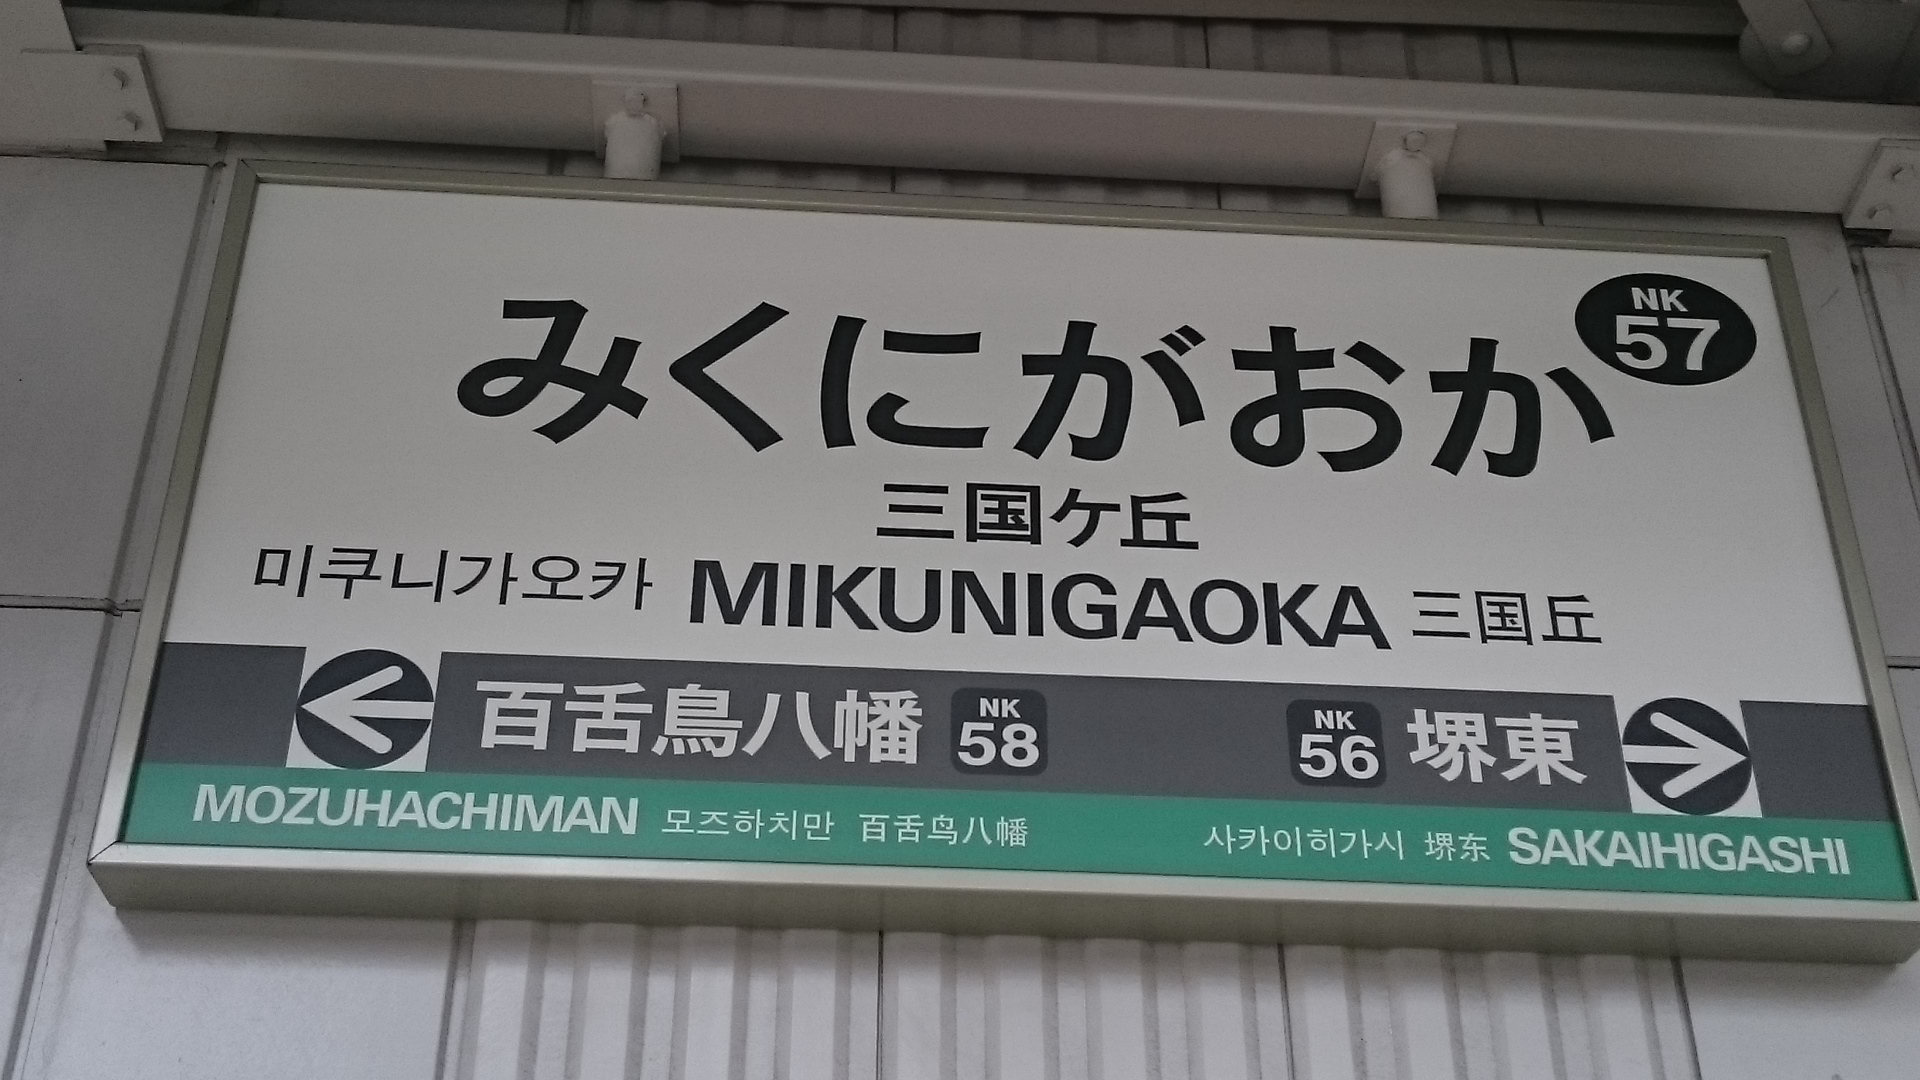 NK
57
みくにがおか
三国ケ丘
미쿠니가오카 MIKUNIGAOKA 三国丘
百舌鳥八幡 NK 58 NK 56 堺東
MOZUHACHIMAN 모즈하치만 百舌鸟八幡 사카이히가시 堺东 SAKAIHIGASHI